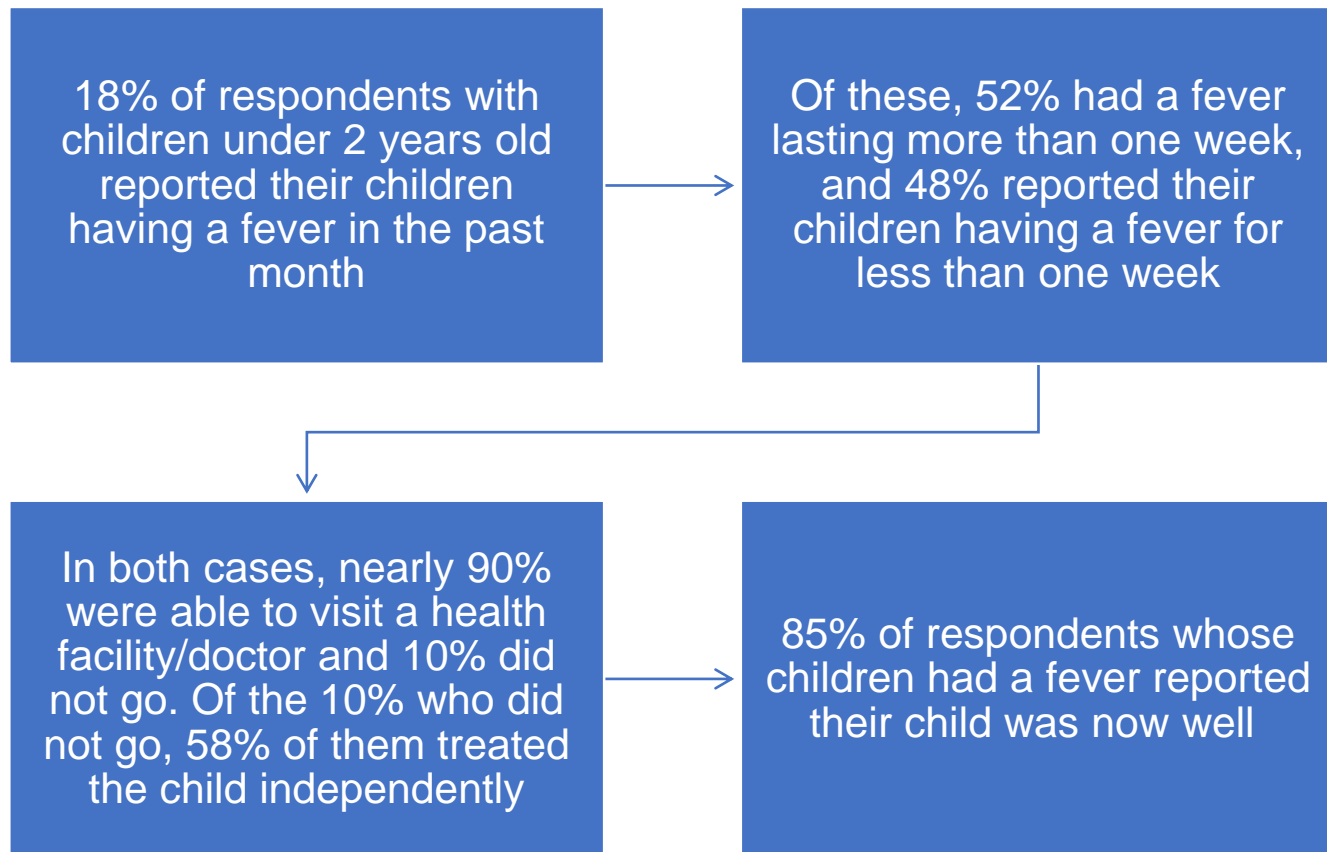 18% of respondents with
children under 2 years old
reported their children
having a fever in the past
month
Of these, 52% had a fever
lasting more than one week,
and 48% reported their
children having a fever for
less than one week
In both cases, nearly 90%
were able to visit a health
facility/doctor and 10% did
not go. Of the 10% who did
not go, 58% of them treated
the child independently
85% of respondents whose
children had a fever reported
their child was now well